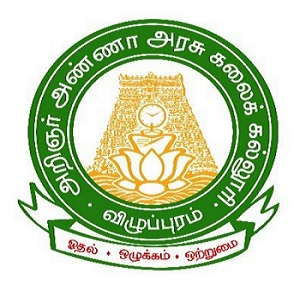 அறிஞர் அண்ணா அரசு கலைக் கல்லூரி
விழுப்புரம்
ஓதல் • ஒழுக்கம் • ஒற்றுமை